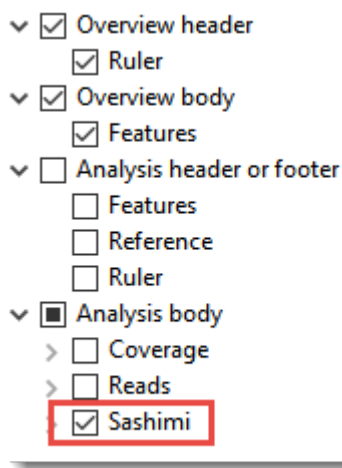 Overview header
Ruler
Overview body
Features
Analysis header or footer
Features
Reference
Ruler
Analysis body
Coverage
Reads
Sashimi